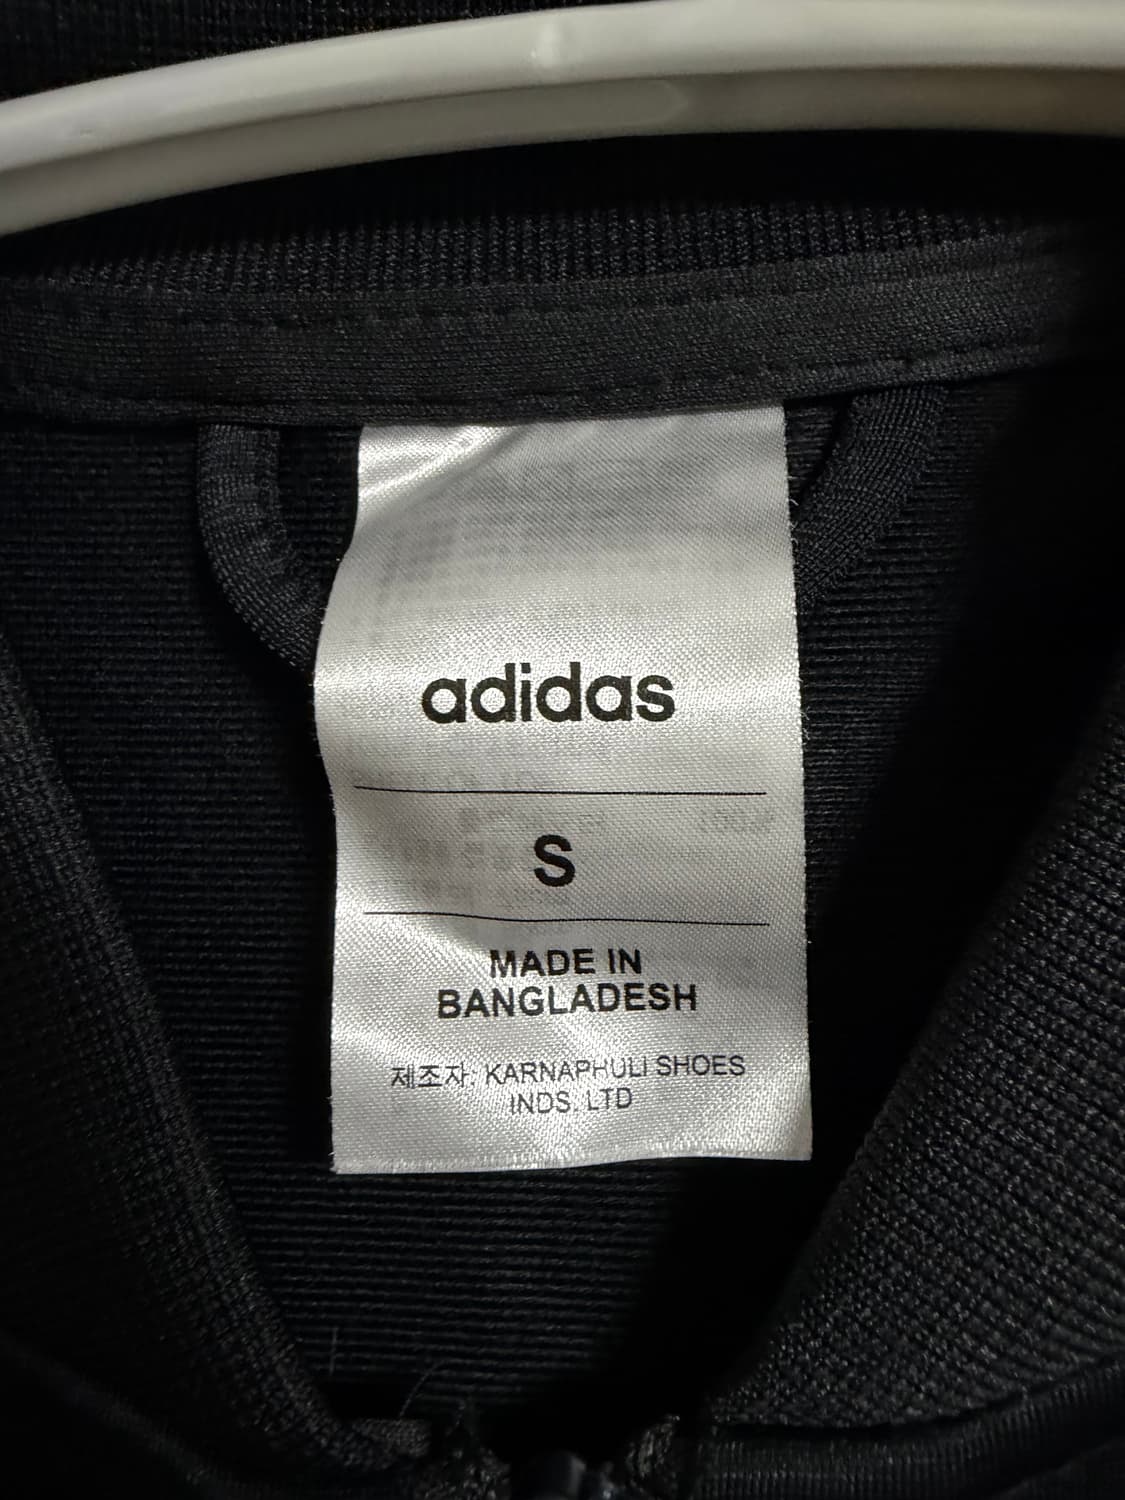 adidas
S
MADE IN
BANGLADESH
제조자: KARNAPHULI SHOES
INDS. LTD